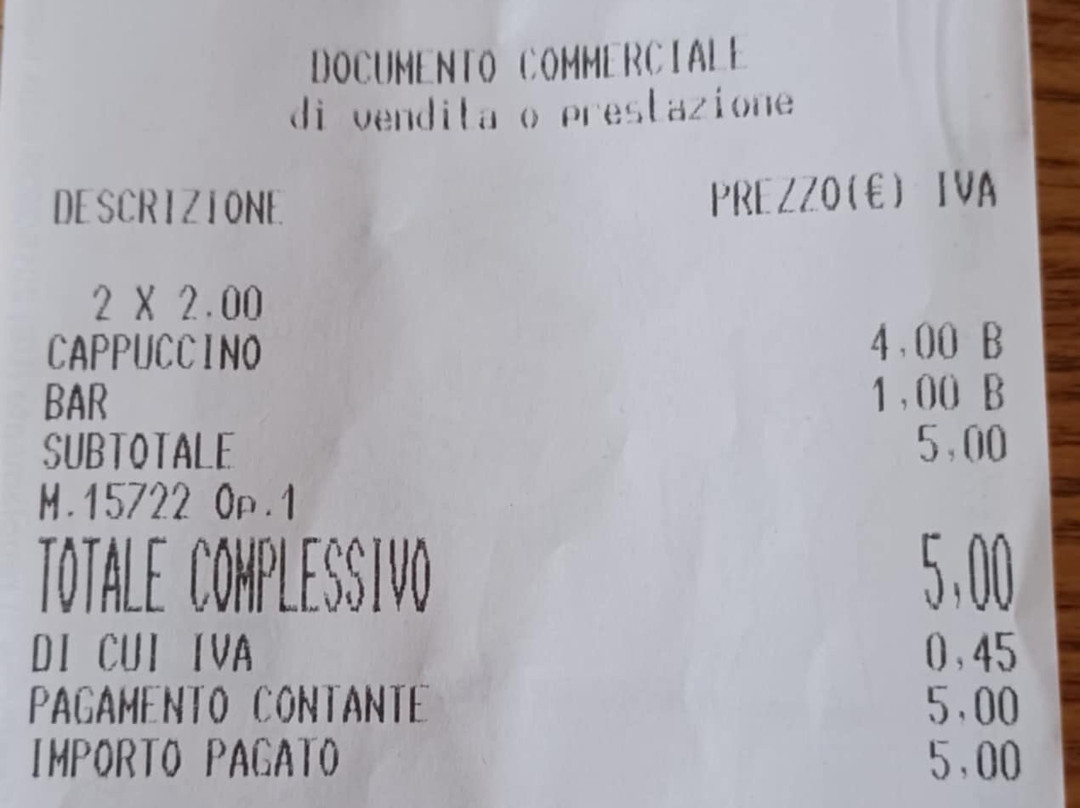 DOCUMENTO COMMERCIALE
di vendita o prestazione
DESCRIZIONE PREZZO(€) IVA
2 X 2.00
CAPPUCCINO 4,00 B
BAR 1,00 B
SUBTOTALE 5,00
M.15722 Op.1
TOTALE COMPLESSIVO 5,00
DI CUI IVA 0,45
PAGAMENTO CONTANTE 5,00
IMPORTO PAGATO 5,00